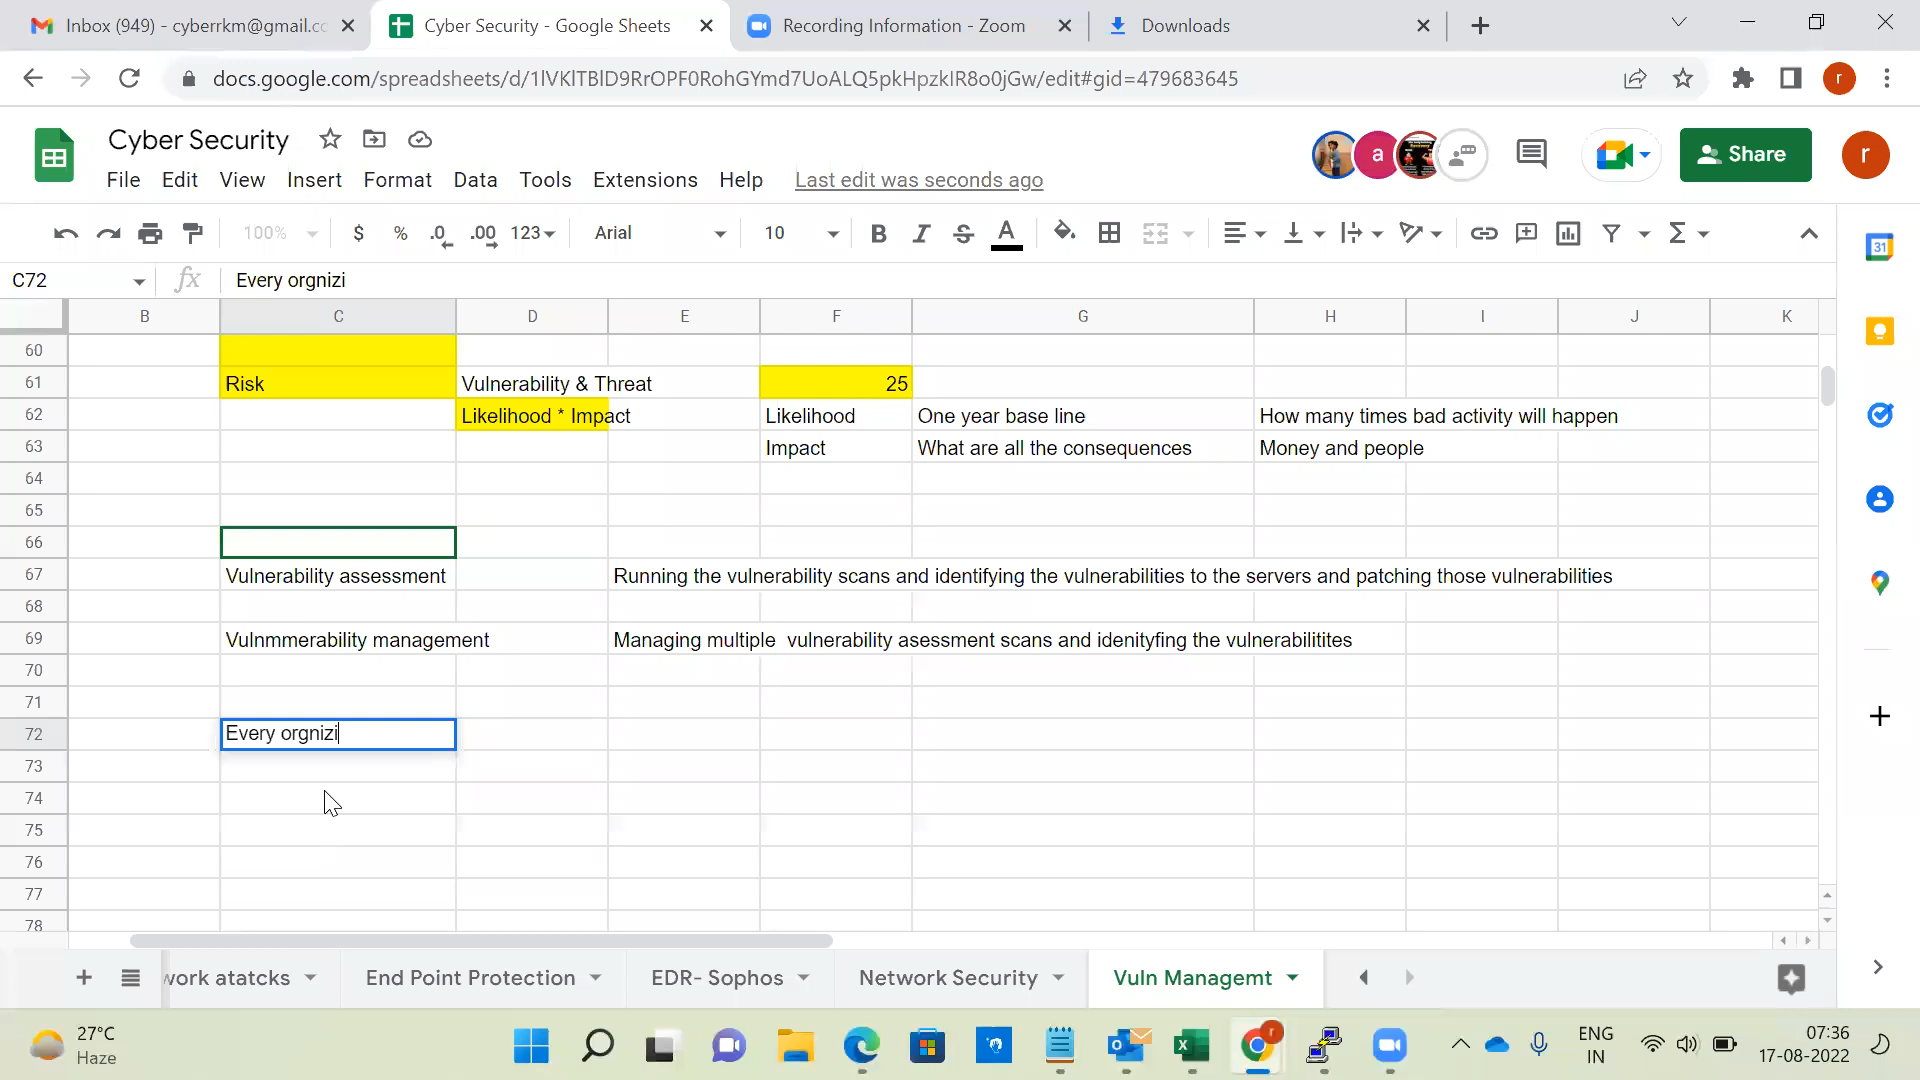 Inbox (949) - cyberrkm@gmail.co
Cyber Security - Google Sheets
Recording Information - Zoom
Downloads
docs.google.com/spreadsheets/d/1lVKlTBlD9RrOPF0RohGYmd7UoALQ5pkHpzkIR8o0jGw/edit#gid=479683645
r
Cyber Security
a
Share
r
File Edit View Insert Format Data Tools Extensions Help Last edit was seconds ago
100% $ % .0 .00 123 Arial 10 B I S A
31
C72 fx Every orgnizi
B C D E F G H I J K
60
61 Risk Vulnerability & Threat 25
62 Likelihood * Impact Likelihood One year base line How many times bad activity will happen
63 Impact What are all the consequences Money and people
64
65
66
67 Vulnerability assessment Running the vulnerability scans and identifying the vulnerabilities to the servers and patching those vulnerabilities
68
69 Vulnmmerability management Managing multiple vulnerability asessment scans and idenityfing the vulnerabilitites
70
71
72 Every orgnizi
73
74
75
76
77
78
work atatcks End Point Protection EDR- Sophos Network Security Vuln Managemt
27°C
Haze
r
ENG
IN
07:36
17-08-2022